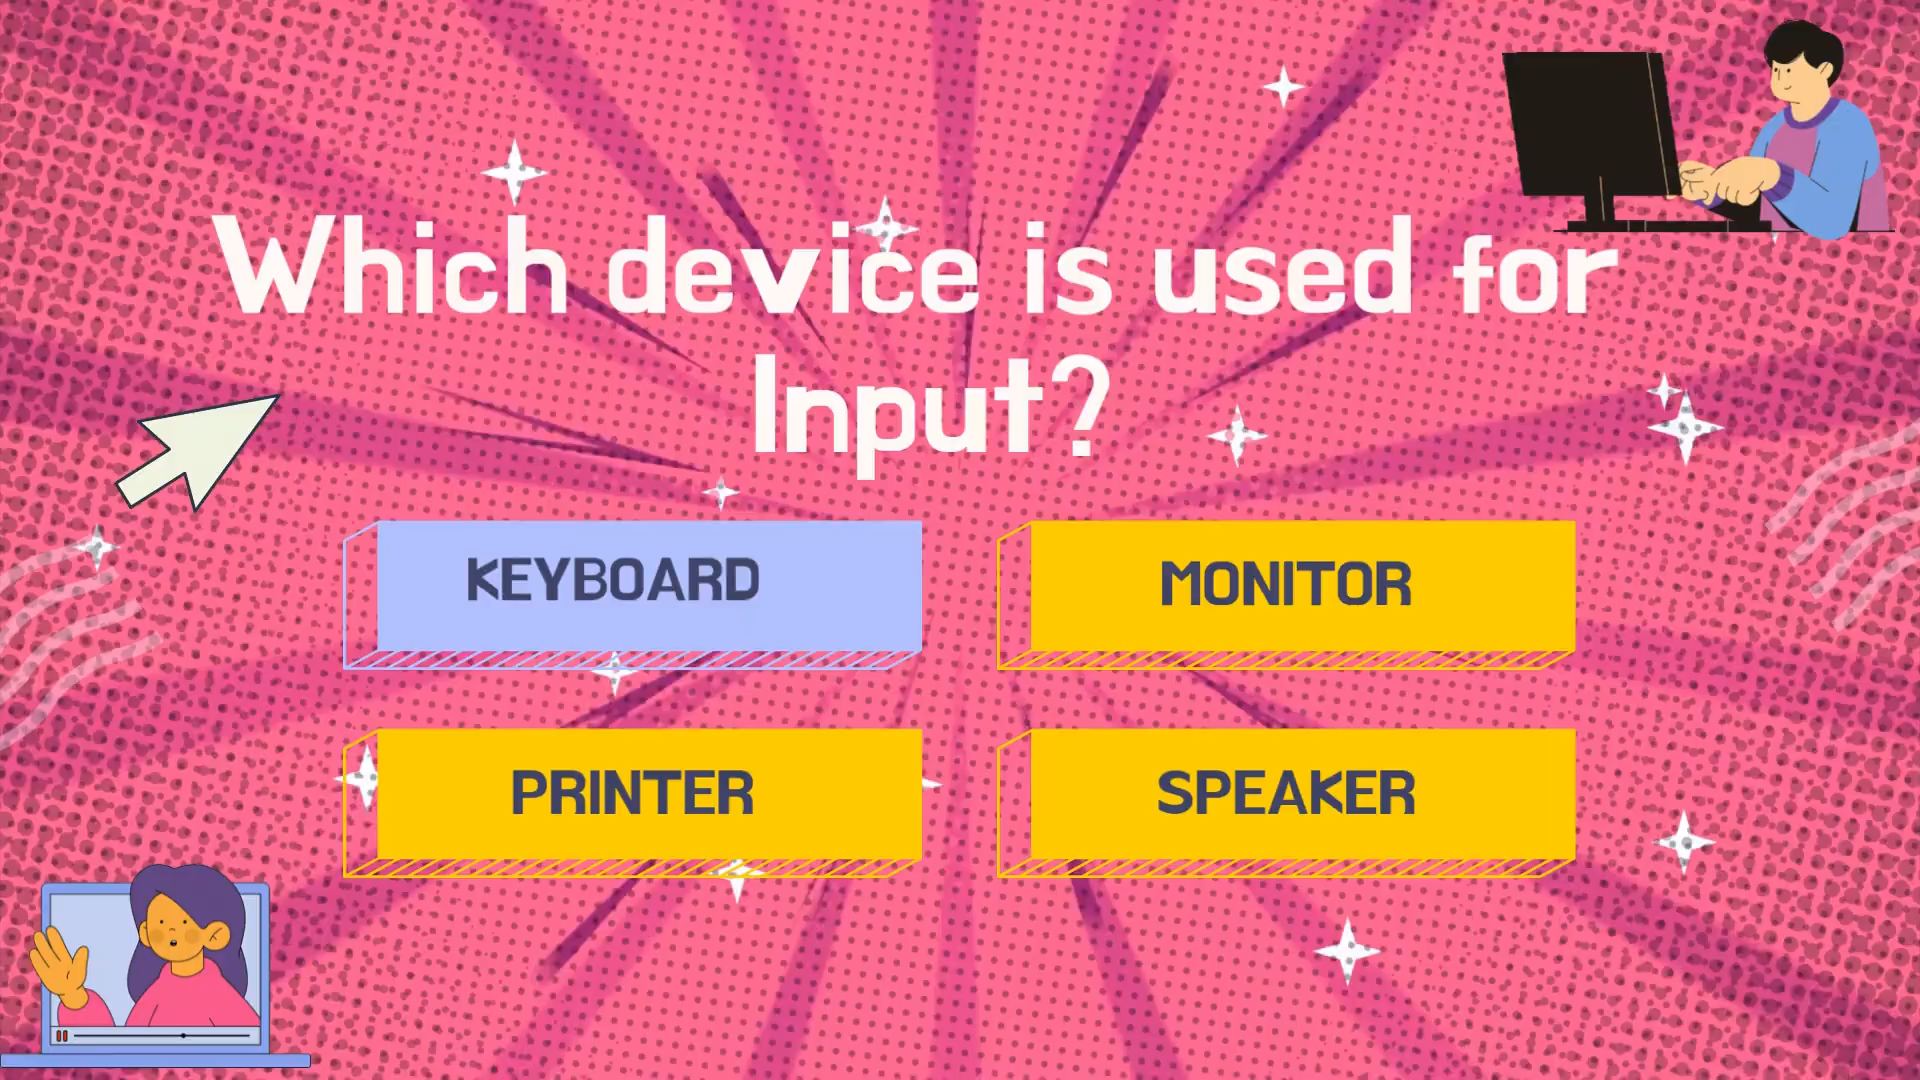 Which device is used for
Input?
KEYBOARD
MONITOR
PRINTER
SPEAKER